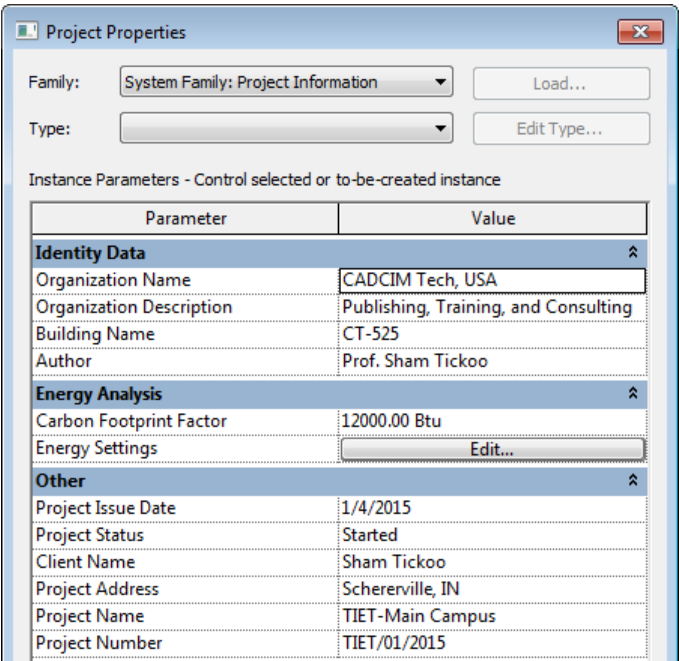 Project Properties
Family: System Family: Project Information Load...
Type: Edit Type...
Instance Parameters - Control selected or to-be-created instance
Parameter Value
Identity Data
Organization Name CADCIM Tech, USA
Organization Description Publishing, Training, and Consulting
Building Name CT-525
Author Prof. Sham Tickoo
Energy Analysis
Carbon Footprint Factor 12000.00 Btu
Energy Settings Edit...
Other
Project Issue Date 1/4/2015
Project Status Started
Client Name Sham Tickoo
Project Address Schererville, IN
Project Name TIET-Main Campus
Project Number TIET/01/2015